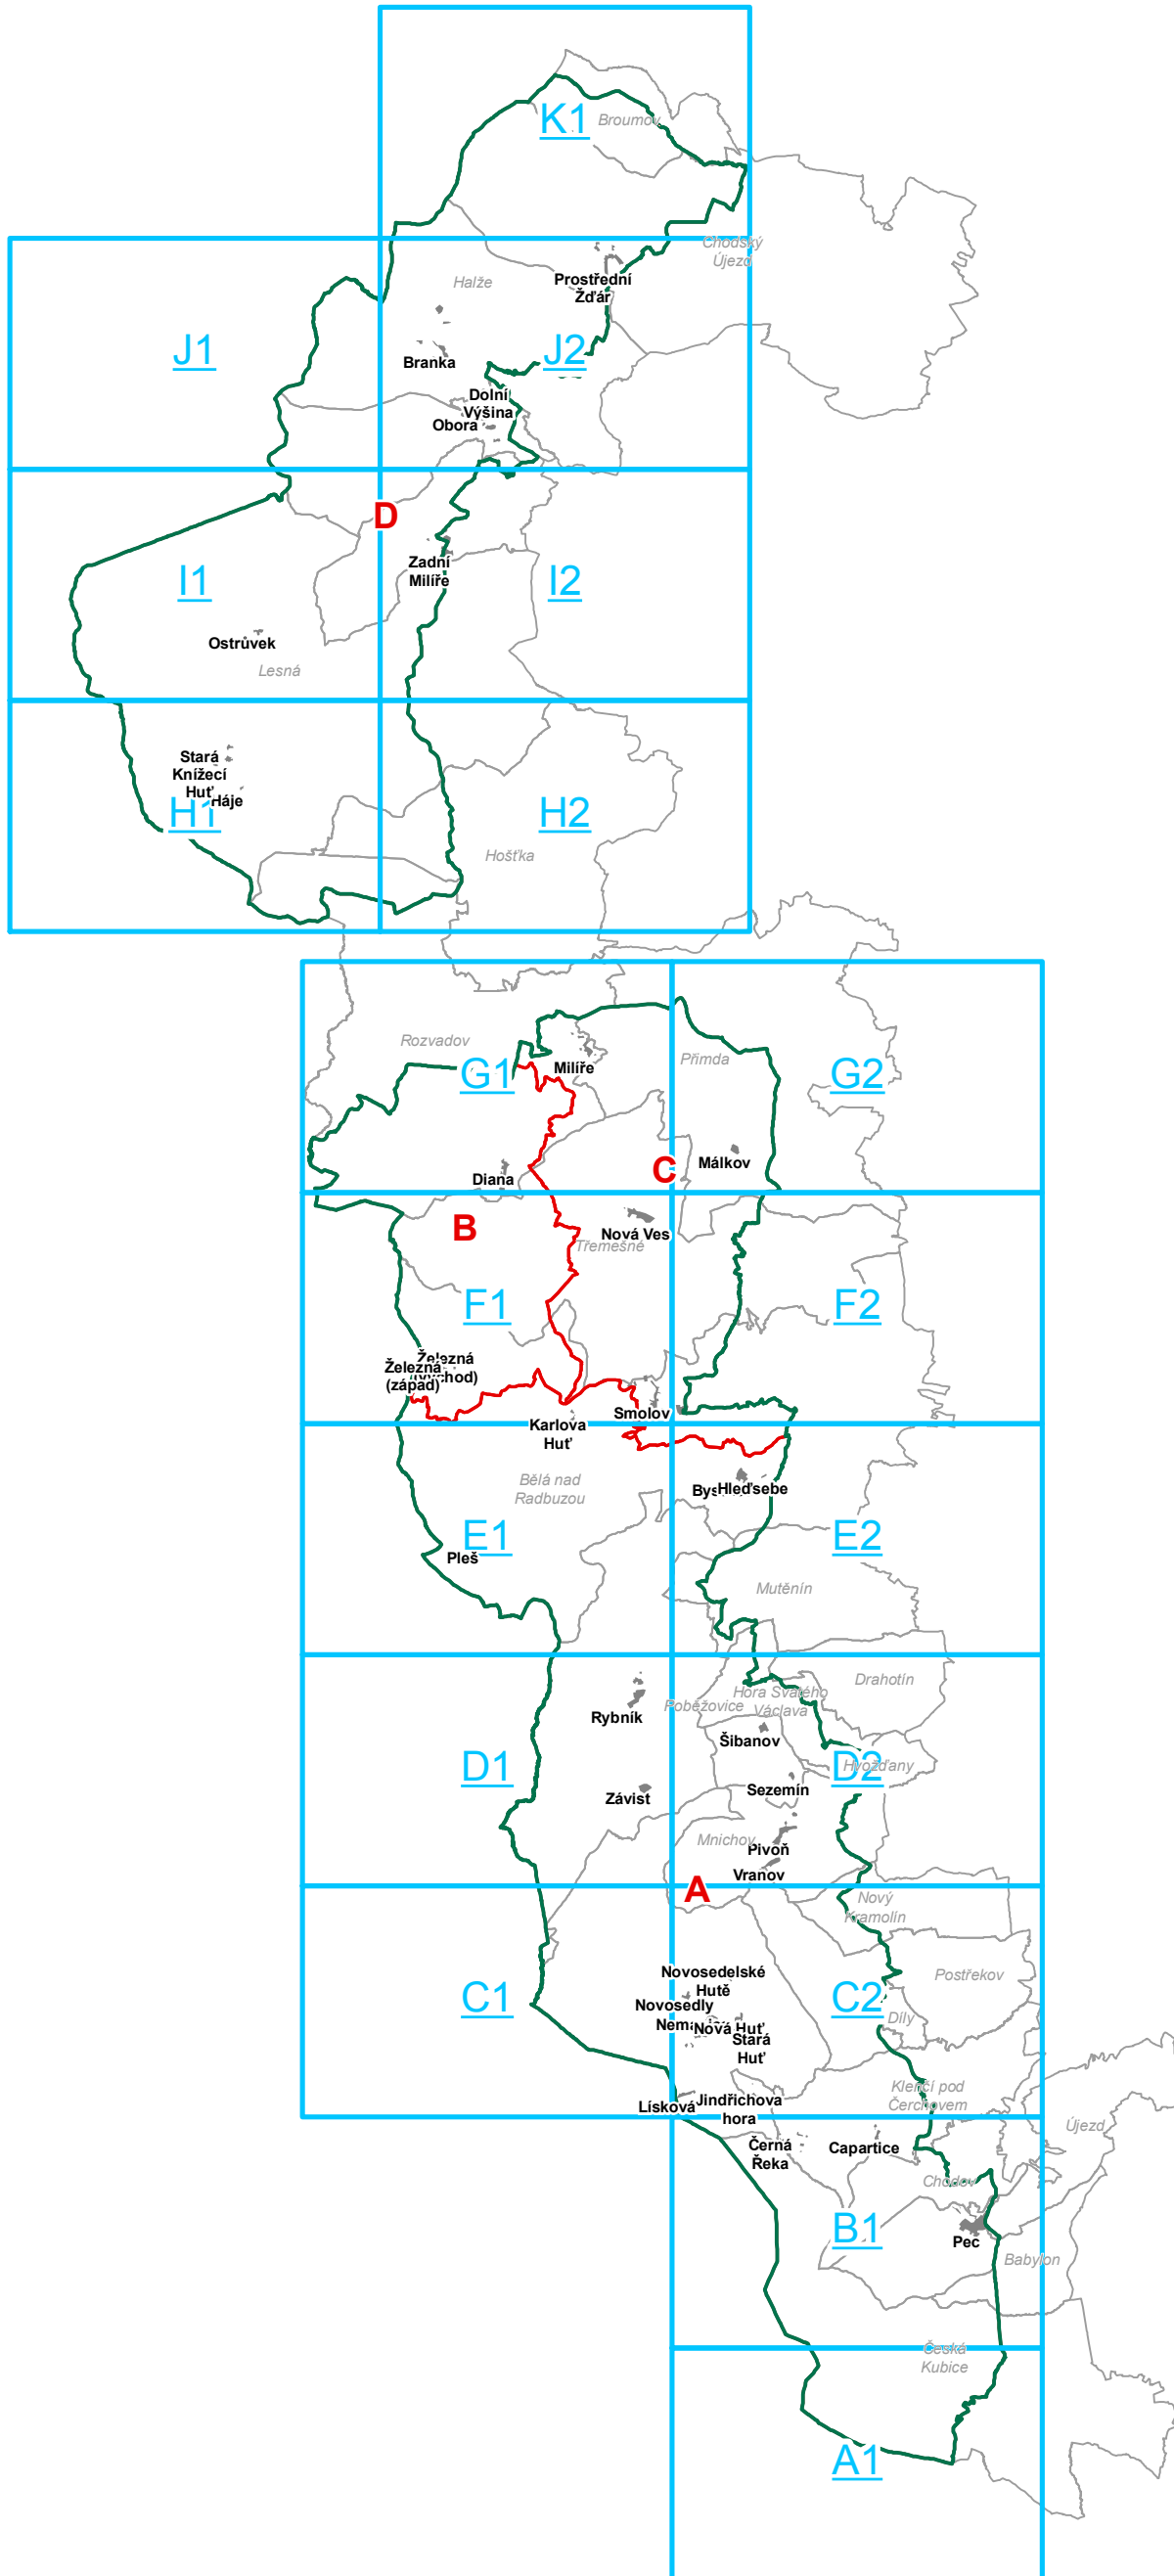 K1
Broumov
Chodský
Újezd
Halže
Prostřední
Žďár
J1
J2
Branka
Dolní
Výšina
Obora
D
Zadní
Milíře
I1
I2
Ostrůvek
Lesná
Stará
Knížecí
Huť
Háje
H1
H2
Hošťka
Rozvadov
Milíře
Přimda
G1
G2
C
Málkov
Diana
B
Nová Ves
Třemešné
F1
F2
Železná
(východ)
Železná
(západ)
Smolov
Karlova
Huť
Bělá nad
Radbuzou
Hleďsebe
E1
E2
Pleš
Mutěnín
Drahotín
Hora Svatého
Václava
Poběžovice
Rybník
Šibanov
D1
D2
Hvožďany
Závist
Sezemín
Mnichov
Pivoň
Vranov
A
Nový
Kramolín
Novosedelské
Hutě
Postřekov
C1
C2
Novosedly
Díly
Nová Huť
Stará
Huť
Klenčí pod
Čerchovem
Lísková
Jindřichova
hora
Újezd
Černá
Řeka
Capartice
Chodov
B1
Pec
Babylon
Česká
Kubice
A1